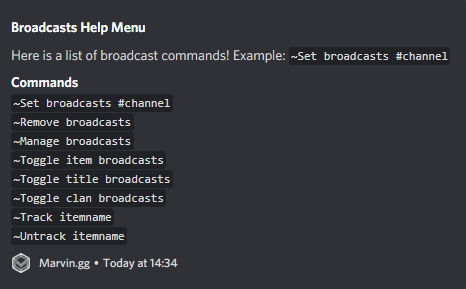 Broadcasts Help Menu
Here is a list of broadcast commands! Example: ~Set broadcasts #channel
Commands
~Set broadcasts #channel
~Remove broadcasts
~Manage broadcasts
~Toggle item broadcasts
~Toggle title broadcasts
~Toggle clan broadcasts
~Track itemname
~Untrack itemname
Marvin.gg • Today at 14:34